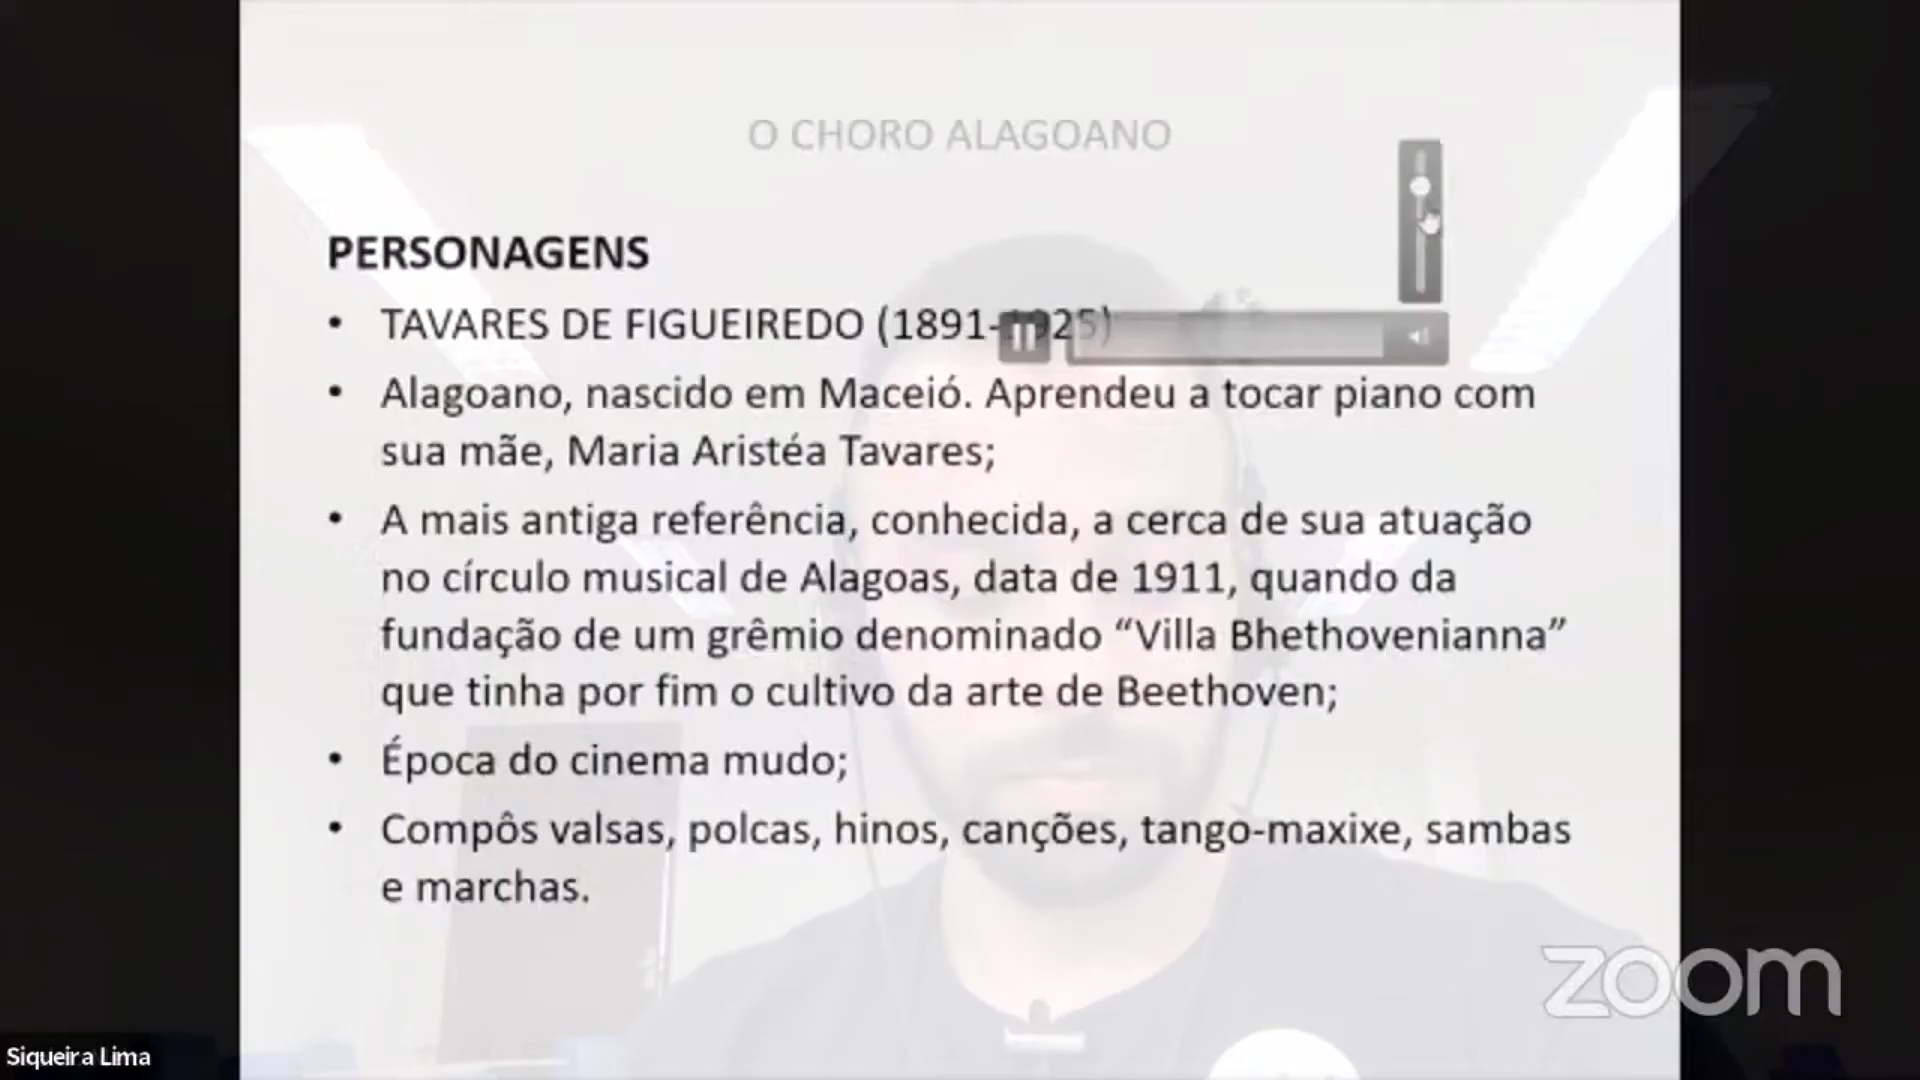 O CHORO ALAGOANO
PERSONAGENS
• TAVARES DE FIGUEIREDO (1891-1925)
• Alagoano, nascido em Maceió. Aprendeu a tocar piano com
sua mãe, Maria Aristéa Tavares;
• A mais antiga referência, conhecida, a cerca de sua atuação
no círculo musical de Alagoas, data de 1911, quando da
fundação de um grêmio denominado “Villa Bhethovenianna”
que tinha por fim o cultivo da arte de Beethoven;
• Época do cinema mudo;
• Compôs valsas, polcas, hinos, canções, tango-maxixe, sambas
e marchas.
zoom
Siqueira Lima